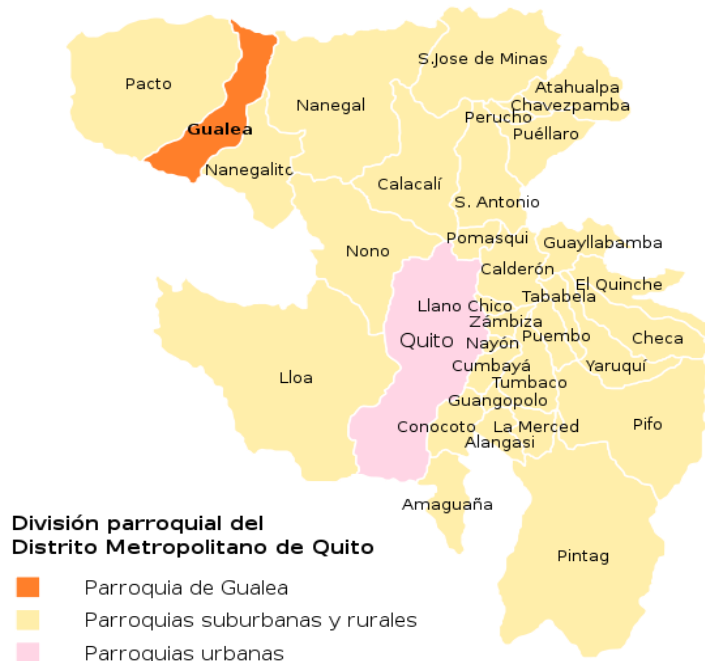 S.Jose de Minas
Pacto
Atahualpa
Nanegal
Chavezpamba
Perucho
Gualea
Puéllaro
Nanegalito
Calacalí
S. Antonio
Pomasqui
Guayllabamba
Nono
Calderón
El Quinche
Tababela
Llano Chico
Zámbiza
Puembo
Checa
Quito
Nayón
Cumbayá
Yaruquí
Lloa
Tumbaco
Guangopolo
Conocoto
La Merced
Pifo
Alangasi
Amaguaña
Pintag
División parroquial del
Distrito Metropolitano de Quito
Parroquia de Gualea
Parroquias suburbanas y rurales
Parroquias urbanas